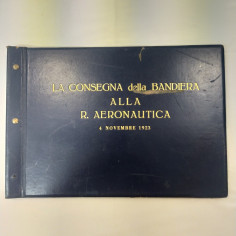 LA CONSEGNA della BANDIERA
ALLA
R. AERONAUTICA
4 NOVEMBRE 1923